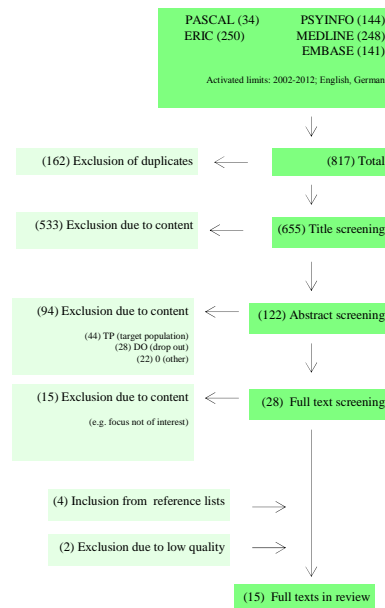 PASCAL (34) PSYINFO (144)
ERIC (250) MEDLINE (248)
EMBASE (141)
Activated limits: 2002-2012; English, German
(162) Exclusion of duplicates
(817) Total
(533) Exclusion due to content
(655) Title screening
(94) Exclusion due to content
(44) TP (target population)
(28) DO (drop out)
(22) 0 (other)
(122) Abstract screening
(15) Exclusion due to content
(e.g. focus not of interest)
(28) Full text screening
(4) Inclusion from reference lists
(2) Exclusion due to low quality
(15) Full texts in review